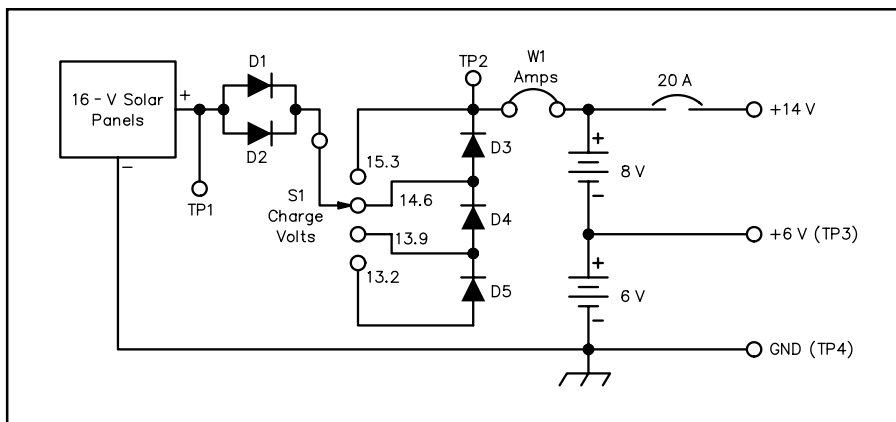 16 - V Solar
Panels
+
−
TP1
D1
D2
S1
Charge
Volts
15.3
14.6
13.9
13.2
TP2
D3
D4
D5
W1
Amps
20 A
+14 V
+
8 V
−
+6 V (TP3)
+
6 V
−
GND (TP4)